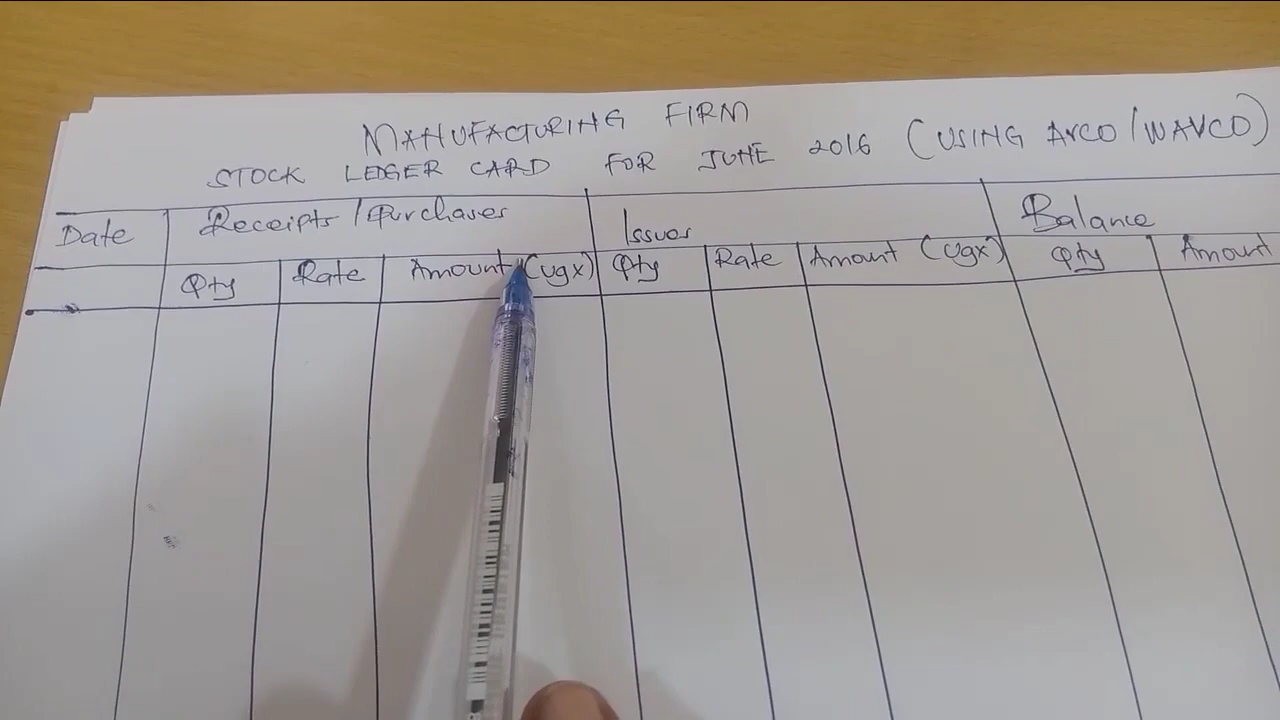 MANUFACTURING FIRM
STOCK LEDGER CARD FOR JUNE 2016 (USING AVCO/WAVCO)
Date Receipts/Purchases Issues Balance
Qty Rate Amount (Ugx) Qty Rate Amount (Ugx) Qty Amount